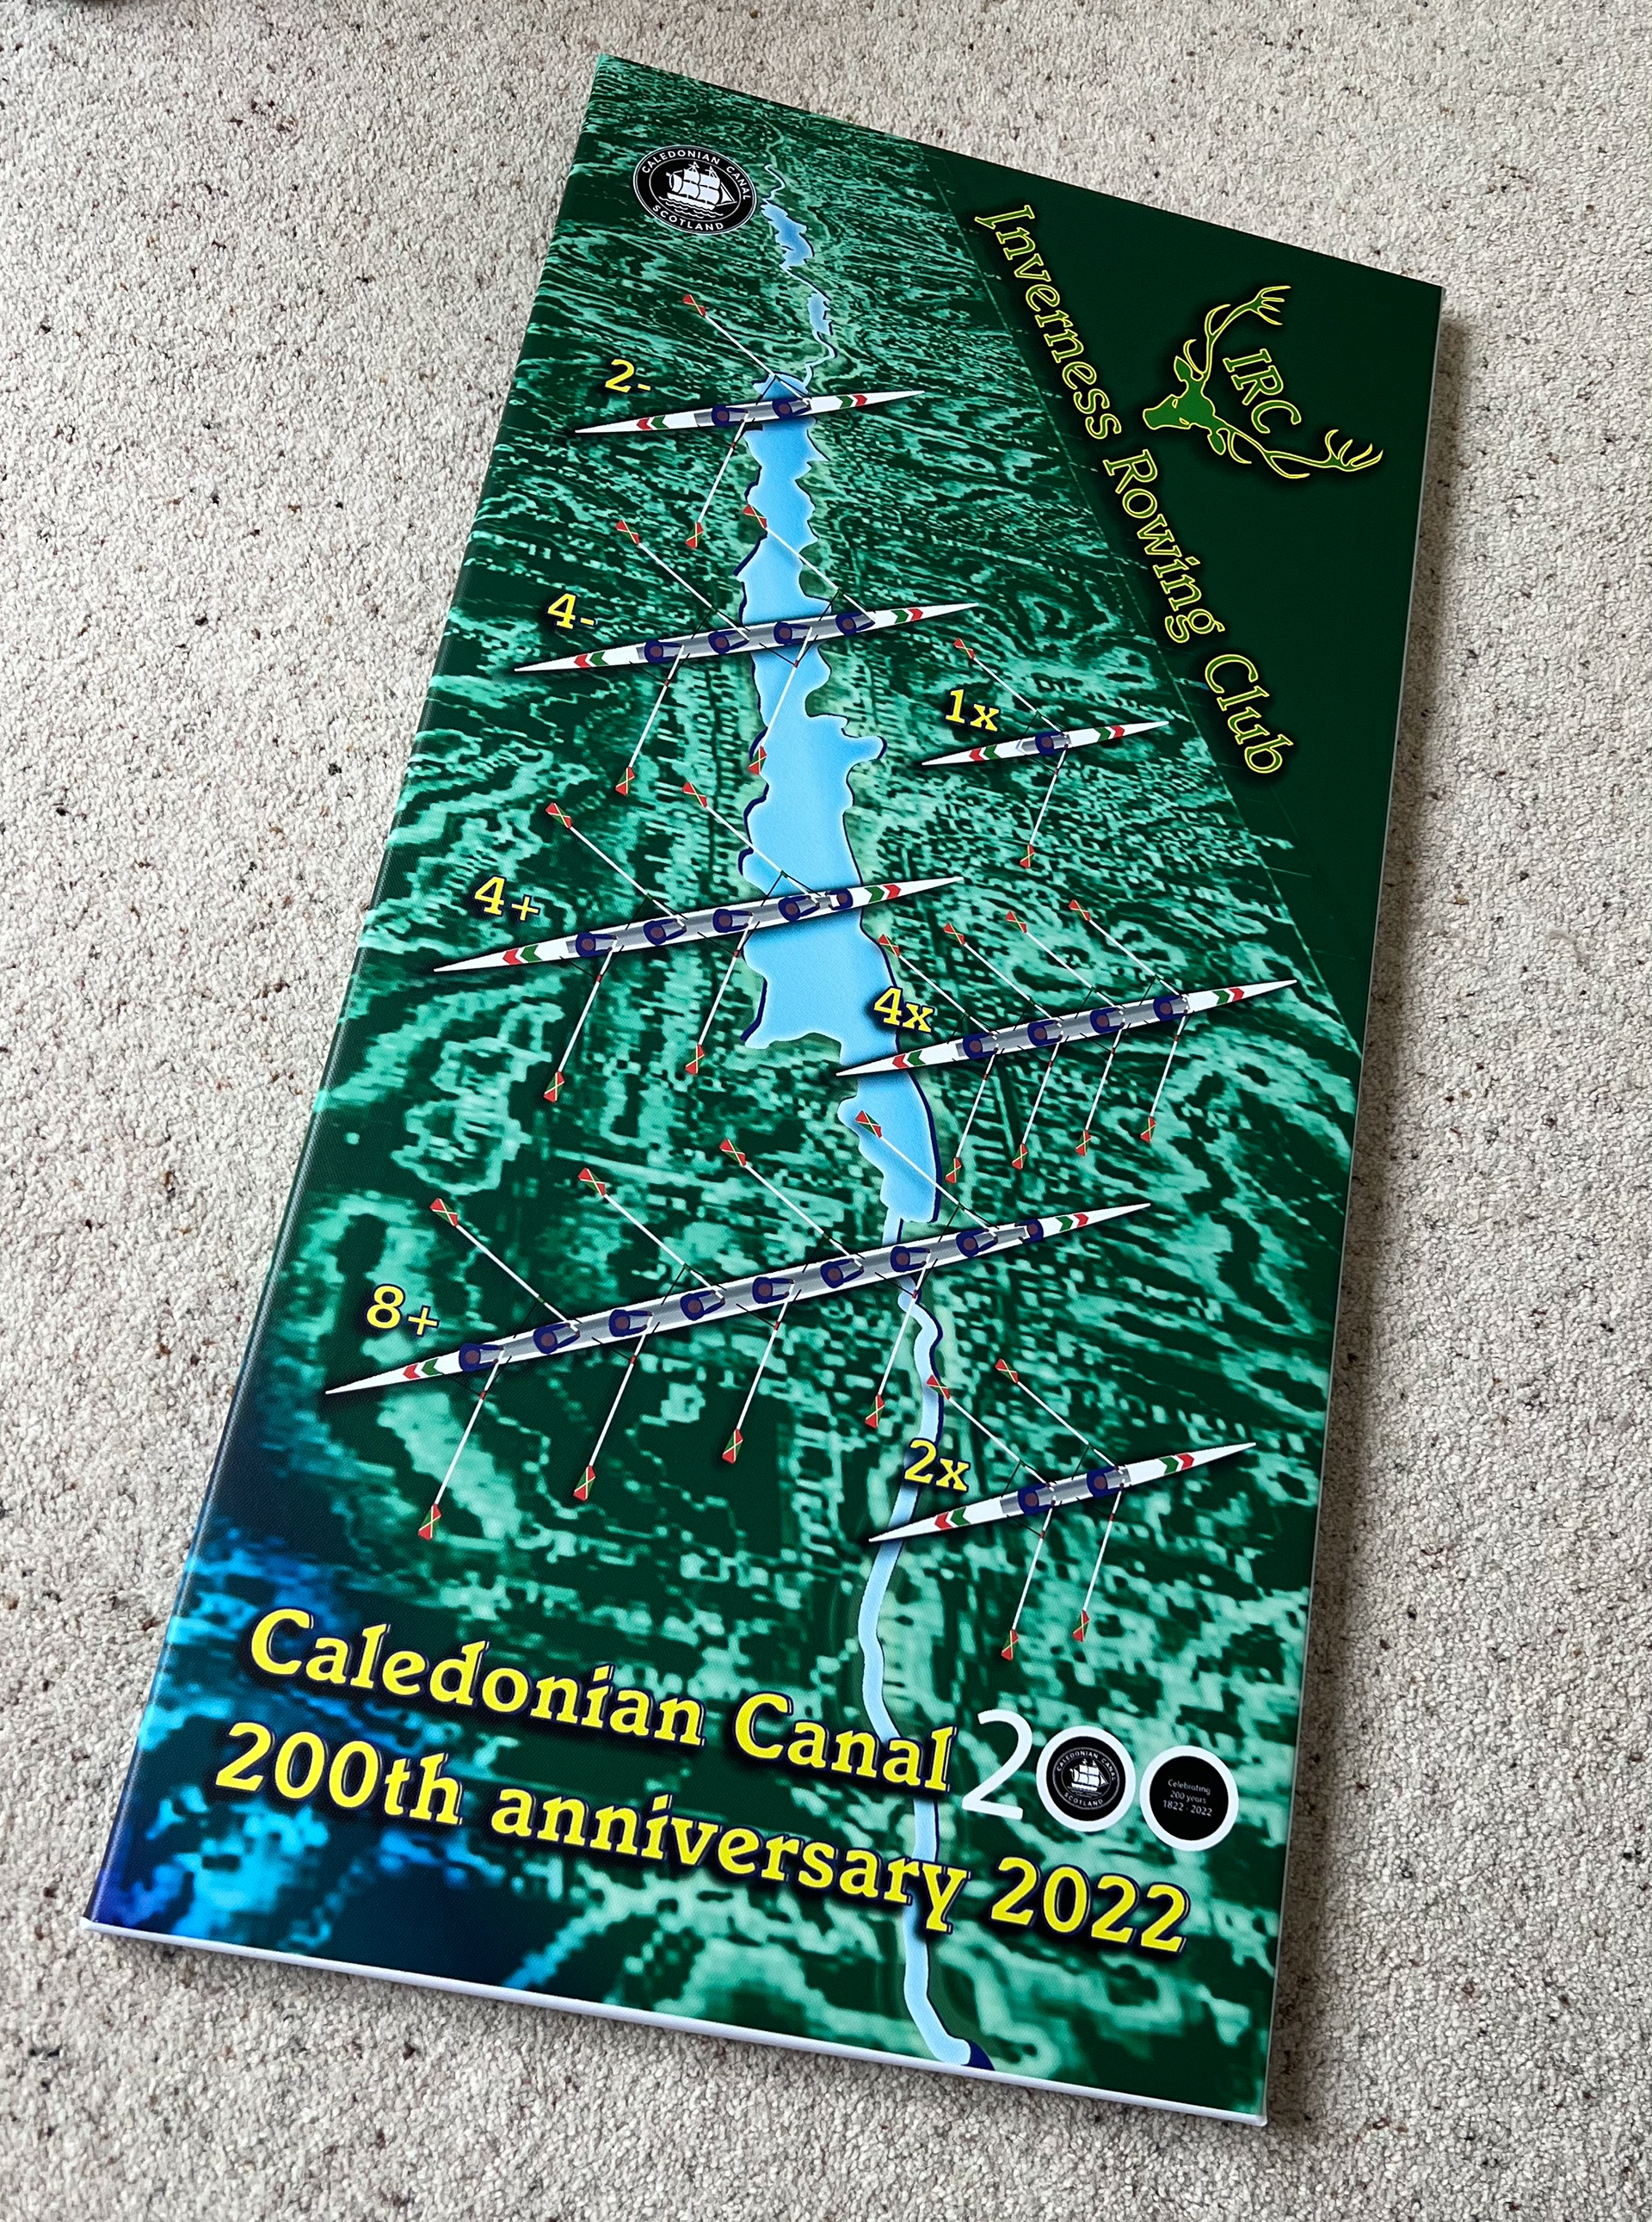 CALEDONIAN CANAL
SCOTLAND
Inverness Rowing Club
IRC
2-
4-
1x
4+
4x
8+
2x
Caledonian Canal
200
CALEDONIAN CANAL
SCOTLAND
Celebrating
200 years
1822 - 2022
200th anniversary 2022